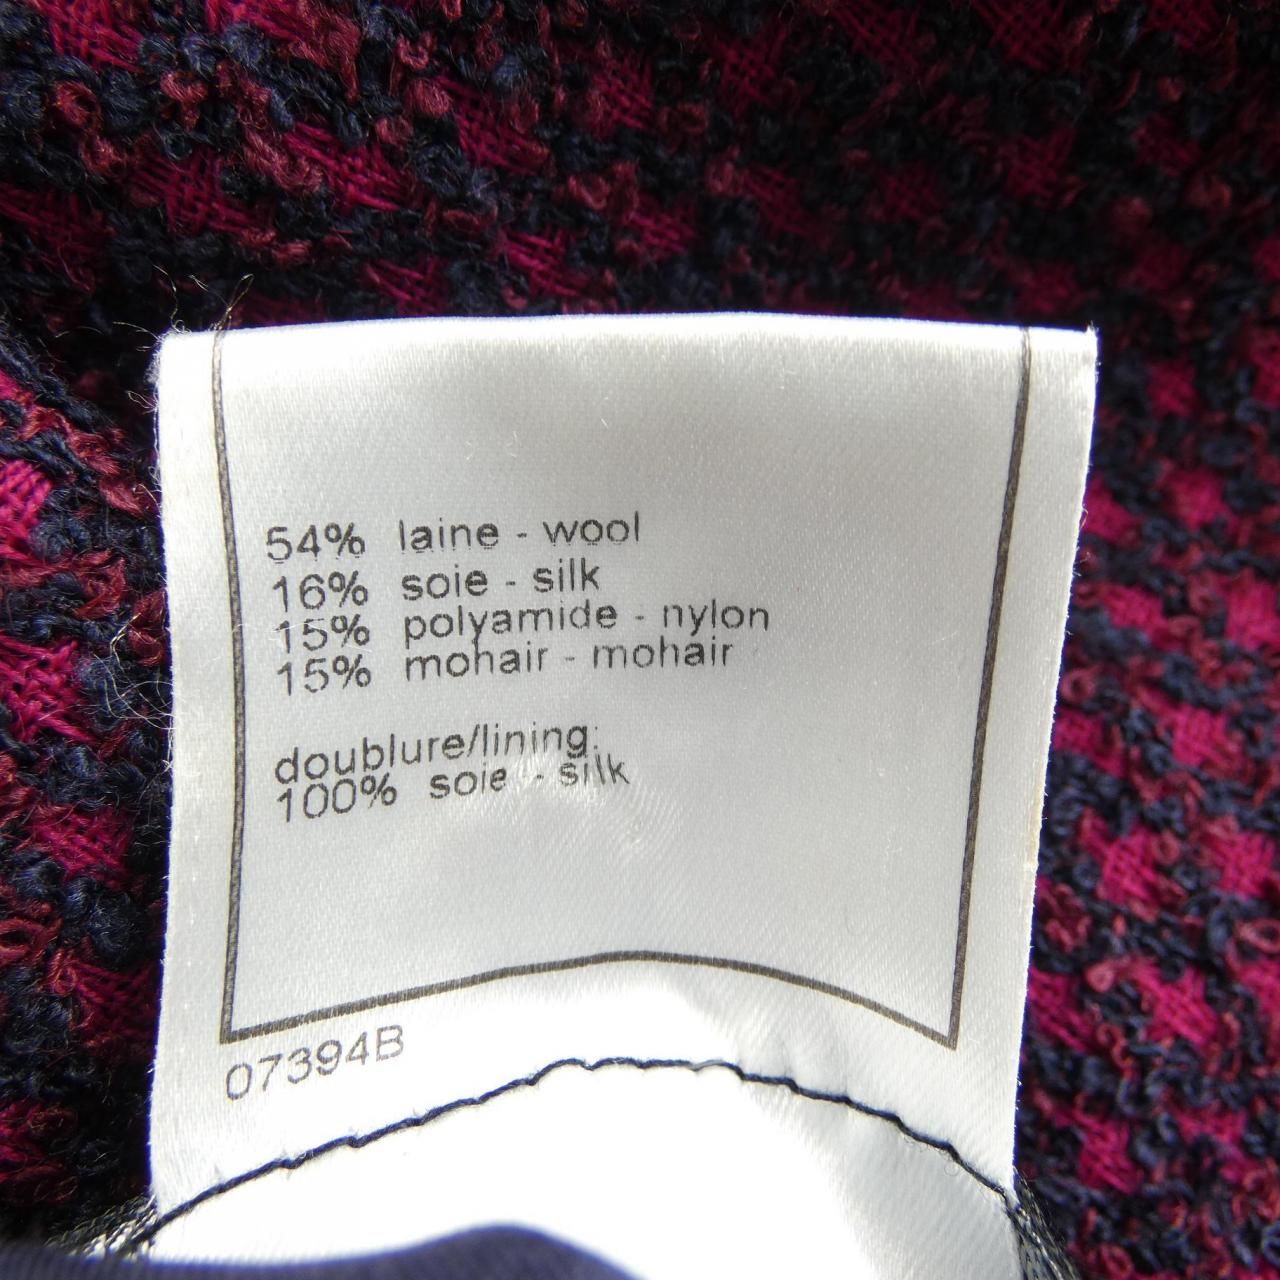 54% laine - wool
16% soie - silk
15% polyamide - nylon
15% mohair - mohair
doublure/lining:
100% soie - silk
07394B